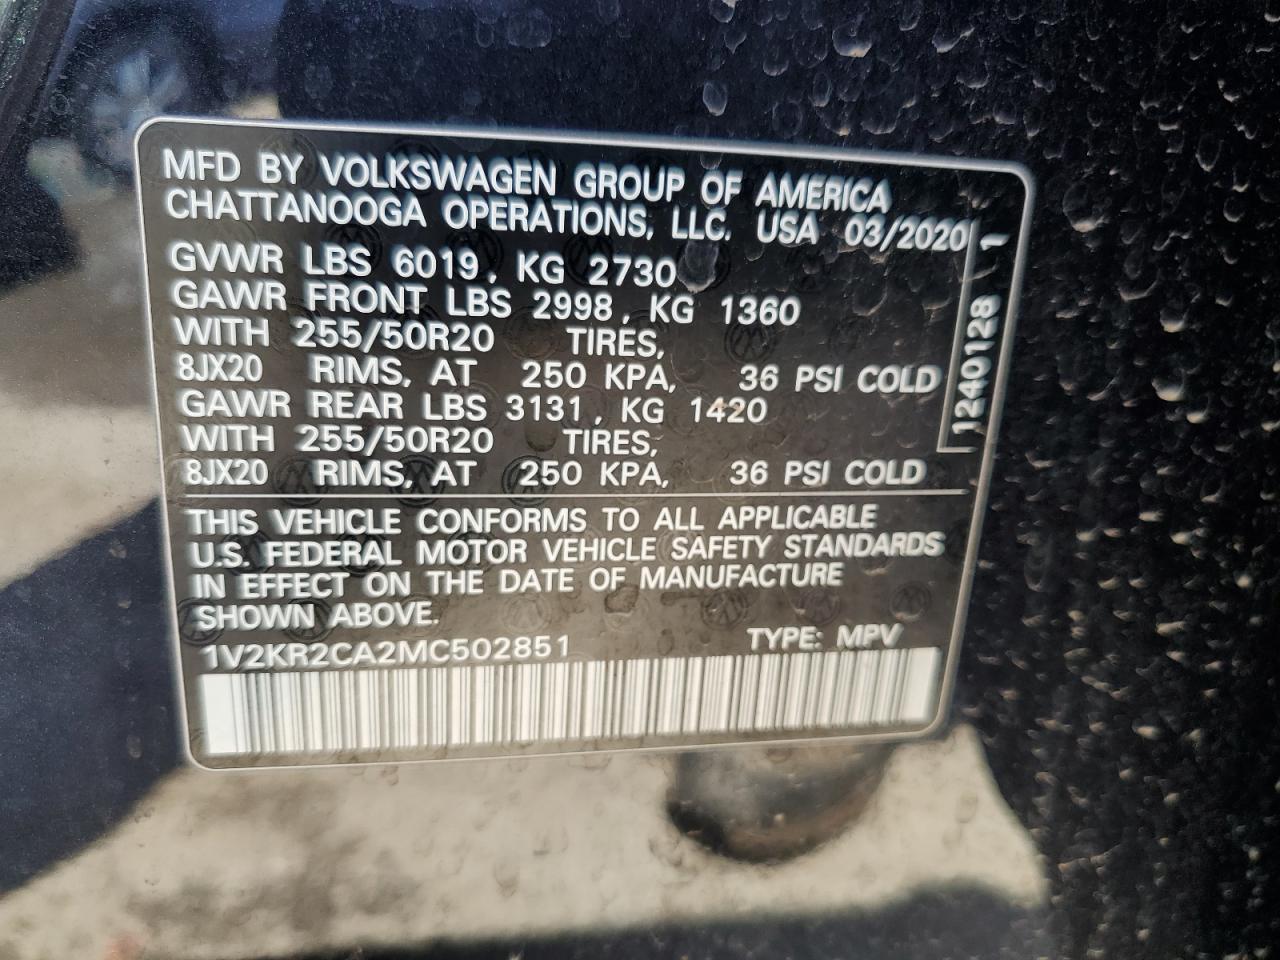 MFD BY VOLKSWAGEN GROUP OF AMERICA
CHATTANOOGA OPERATIONS, LLC. USA 03/2020
GVWR LBS 6019, KG 2730
GAWR FRONT LBS 2998, KG 1360
WITH 255/50R20 TIRES,
8JX20 RIMS, AT 250 KPA, 36 PSI COLD
GAWR REAR LBS 3131, KG 1420
WITH 255/50R20 TIRES,
8JX20 RIMS, AT 250 KPA, 36 PSI COLD
1240128 1
THIS VEHICLE CONFORMS TO ALL APPLICABLE
U.S. FEDERAL MOTOR VEHICLE SAFETY STANDARDS
IN EFFECT ON THE DATE OF MANUFACTURE
SHOWN ABOVE.
1V2KR2CA2MC502851 TYPE: MPV